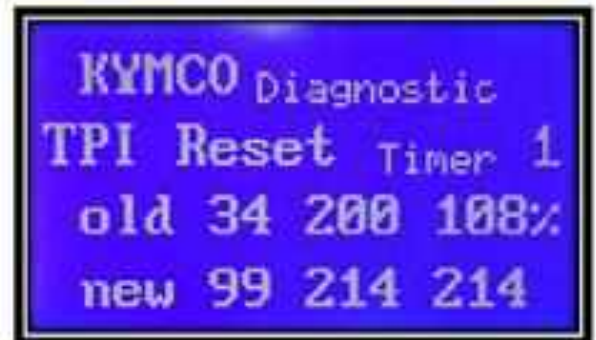 KYMCO Diagnostic
TPI Reset Timer 1
old 34 200 108%
new 99 214 214